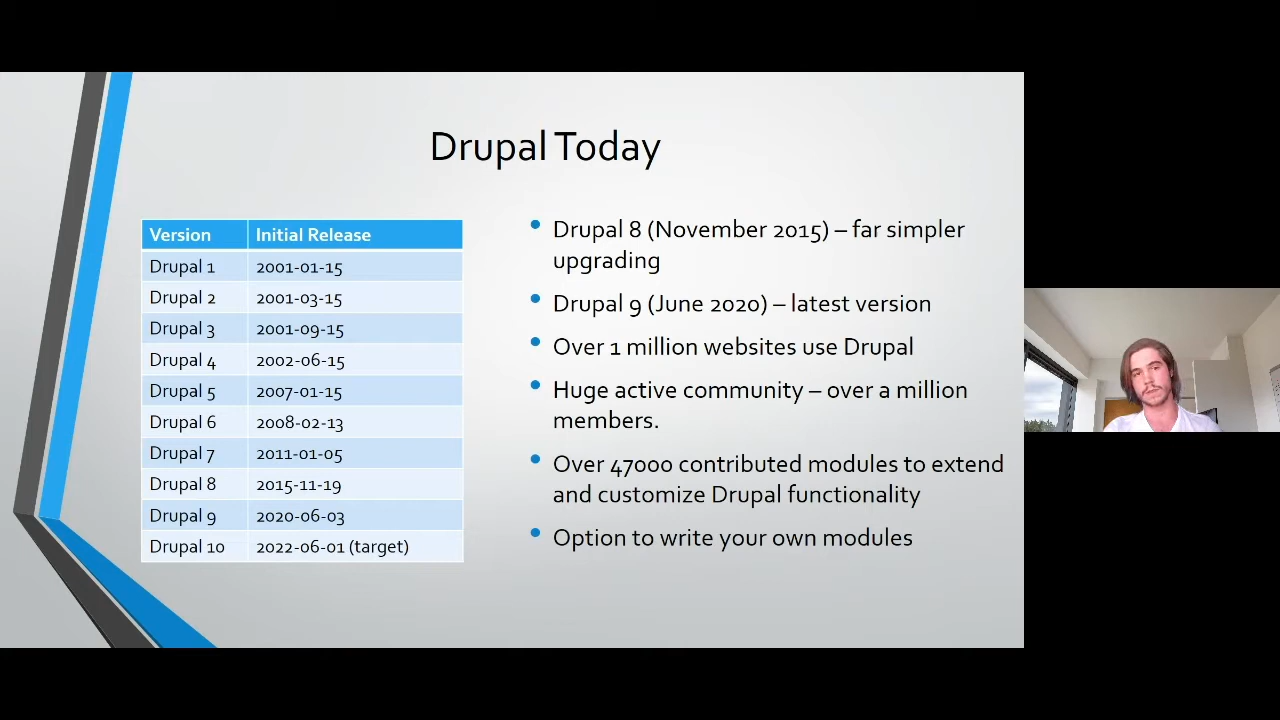 Drupal Today
Version Initial Release
Drupal 1 2001-01-15
Drupal 2 2001-03-15
Drupal 3 2001-09-15
Drupal 4 2002-06-15
Drupal 5 2007-01-15
Drupal 6 2008-02-13
Drupal 7 2011-01-05
Drupal 8 2015-11-19
Drupal 9 2020-06-03
Drupal 10 2022-06-01 (target)
• Drupal 8 (November 2015) – far simpler
upgrading
• Drupal 9 (June 2020) – latest version
• Over 1 million websites use Drupal
• Huge active community – over a million
members.
• Over 47000 contributed modules to extend
and customize Drupal functionality
• Option to write your own modules